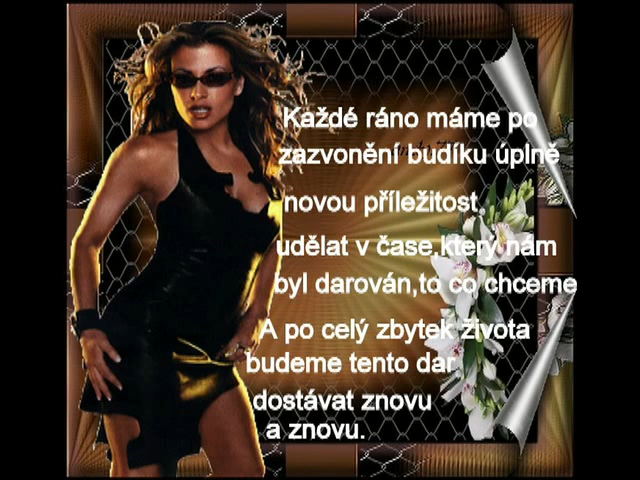 Každé ráno máme po
zazvonění budíku úplně
novou příležitost
udělat v čase,který nám
byl darován,to co chceme
A po celý zbytek života
budeme tento dar
dostávat znovu
a znovu.